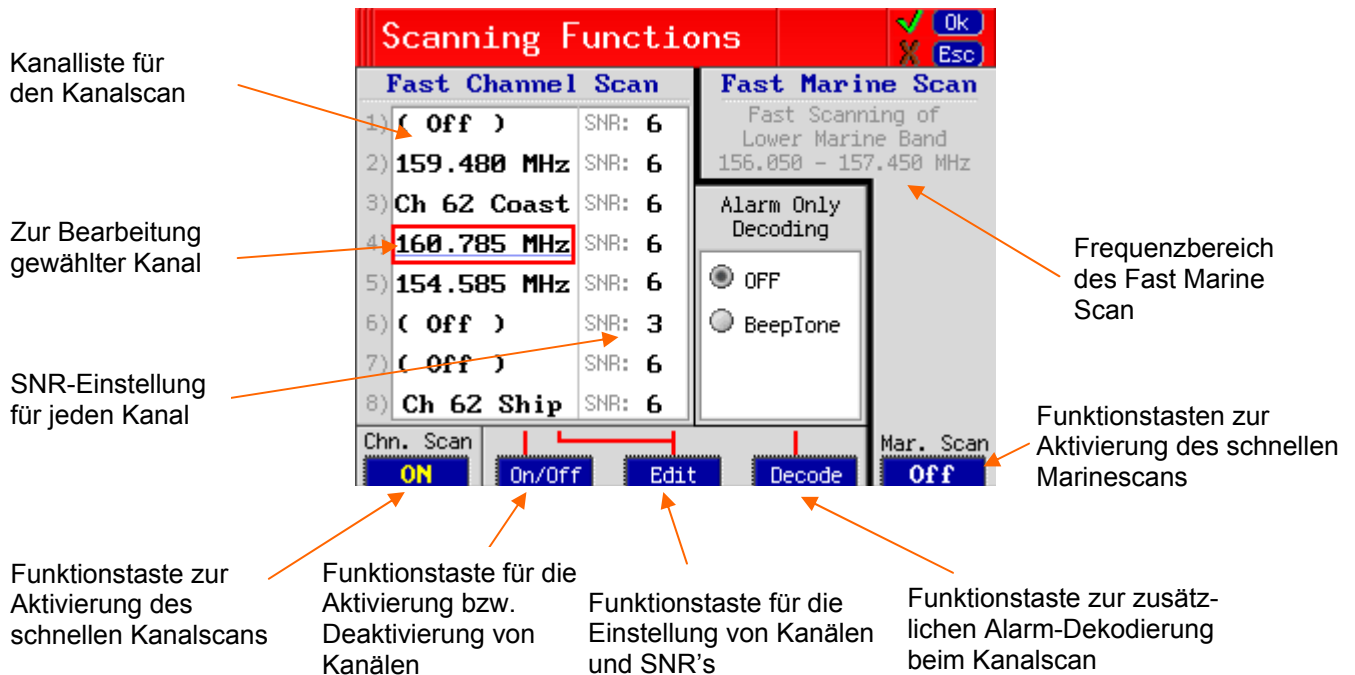 Scanning Functions
Ok
Esc
Kanalliste für
den Kanalscan
Fast Channel Scan
1) ( Off ) SNR: 6
2) 159.480 MHz SNR: 6
3) Ch 62 Coast SNR: 6
4) 160.785 MHz SNR: 6
5) 154.585 MHz SNR: 6
6) ( Off ) SNR: 3
7) ( Off ) SNR: 6
8) Ch 62 Ship SNR: 6
Fast Marine Scan
Fast Scanning of
Lower Marine Band
156.050 - 157.450 MHz
Alarm Only
Decoding
OFF
BeepTone
Zur Bearbeitung
gewählter Kanal
Frequenzbereich
des Fast Marine
Scan
SNR-Einstellung
für jeden Kanal
Funktionstasten zur
Aktivierung des schnellen
Marinescans
Chn. Scan
ON
On/Off
Edit
Decode
Mar. Scan
Off
Funktionstaste zur
Aktivierung des
schnellen Kanalscans
Funktionstaste für die
Aktivierung bzw.
Deaktivierung von
Kanälen
Funktionstaste für die
Einstellung von Kanälen
und SNR's
Funktionstaste zur zusätz-
lichen Alarm-Dekodierung
beim Kanalscan